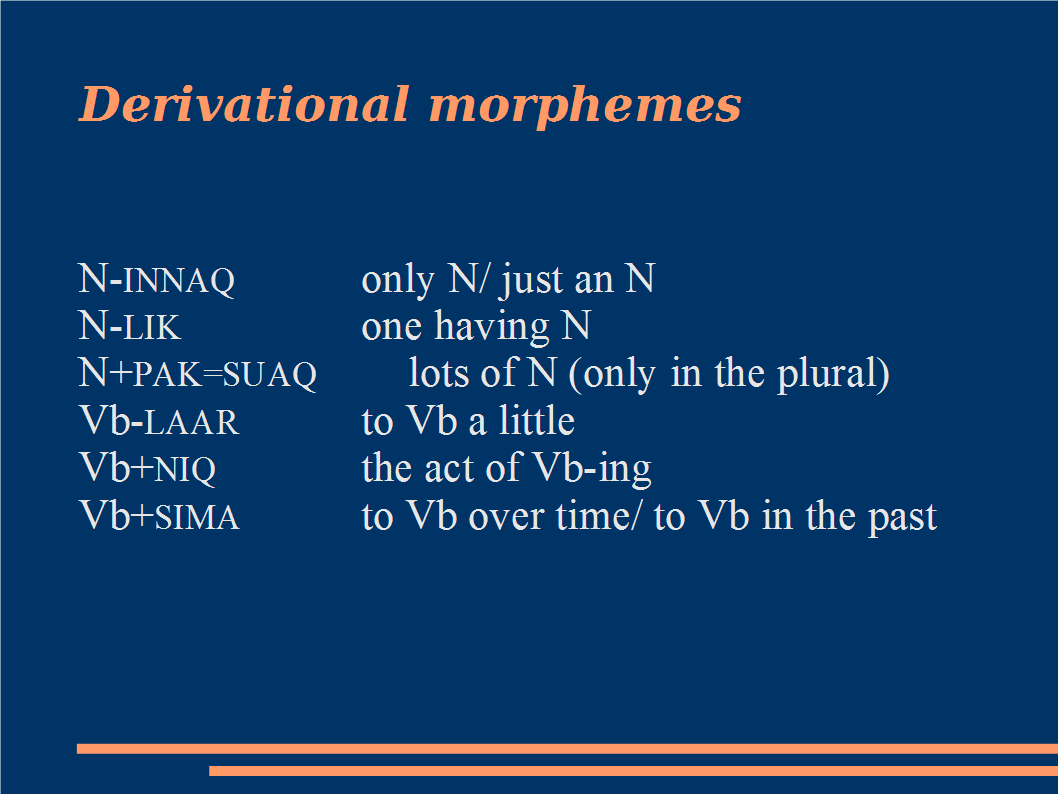 Derivational morphemes
N-INNAQ only N/ just an N
N-LIK one having N
N+PAK=SUAQ lots of N (only in the plural)
Vb-LAAR to Vb a little
Vb+NIQ the act of Vb-ing
Vb+SIMA to Vb over time/ to Vb in the past